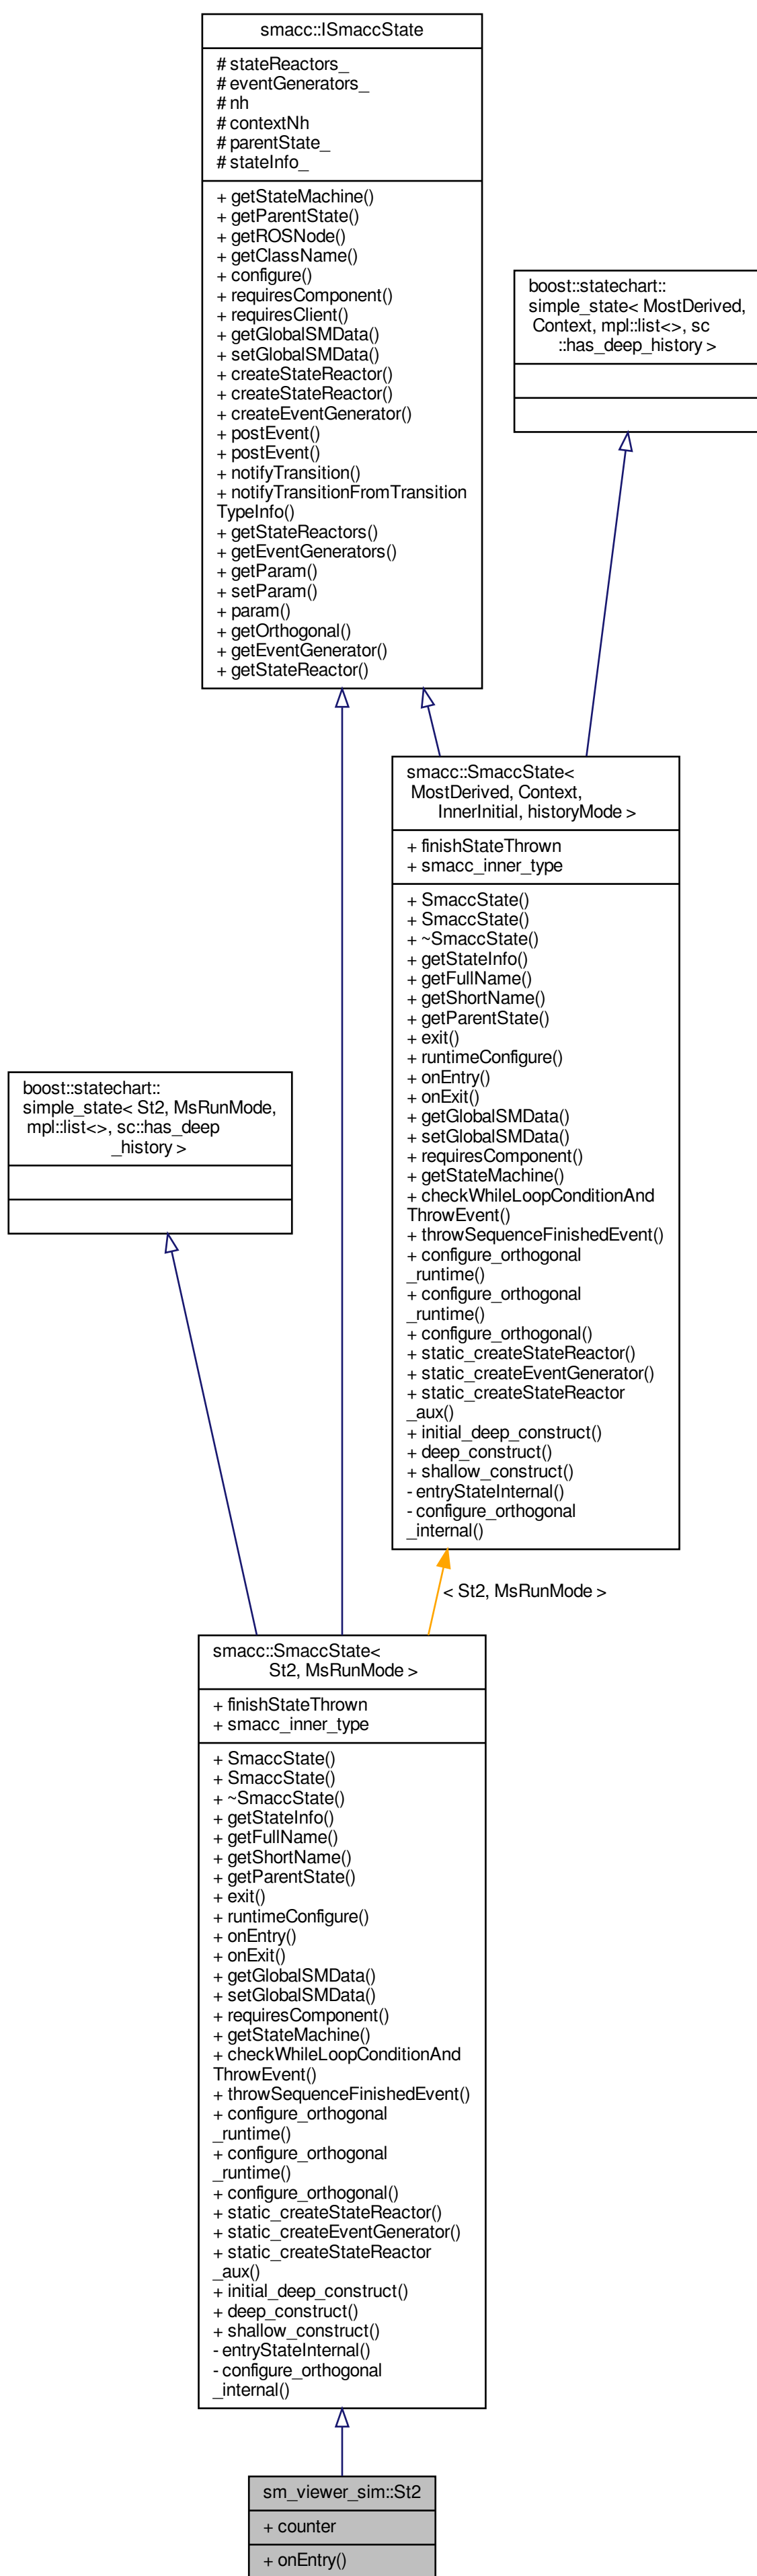 smacc::ISmaccState
# stateReactors_
# eventGenerators_
# nh
# contextNh
# parentState_
# stateInfo_
+ getStateMachine()
+ getParentState()
+ getROSNode()
+ getClassName()
+ configure()
+ requiresComponent()
+ requiresClient()
+ getGlobalSMData()
+ setGlobalSMData()
+ createStateReactor()
+ createStateReactor()
+ createEventGenerator()
+ postEvent()
+ postEvent()
+ notifyTransition()
+ notifyTransitionFromTransition
TypeInfo()
+ getStateReactors()
+ getEventGenerators()
+ getParam()
+ setParam()
+ param()
+ getOrthogonal()
+ getEventGenerator()
+ getStateReactor()
boost::statechart::
simple_state< MostDerived,
Context, mpl::list<>, sc
::has_deep_history >
smacc::SmaccState<
MostDerived, Context,
InnerInitial, historyMode >
+ finishStateThrown
+ smacc_inner_type
+ SmaccState()
+ SmaccState()
+ ~SmaccState()
+ getStateInfo()
+ getFullName()
+ getShortName()
+ getParentState()
+ exit()
+ runtimeConfigure()
+ onEntry()
+ onExit()
+ getGlobalSMData()
+ setGlobalSMData()
+ requiresComponent()
+ getStateMachine()
+ checkWhileLoopConditionAnd
ThrowEvent()
+ throwSequenceFinishedEvent()
+ configure_orthogonal
_runtime()
+ configure_orthogonal
_runtime()
+ configure_orthogonal()
+ static_createStateReactor()
+ static_createEventGenerator()
+ static_createStateReactor
_aux()
+ initial_deep_construct()
+ deep_construct()
+ shallow_construct()
- entryStateInternal()
- configure_orthogonal
_internal()
boost::statechart::
simple_state< St2, MsRunMode,
mpl::list<>, sc::has_deep
_history >
< St2, MsRunMode >
smacc::SmaccState<
St2, MsRunMode >
+ finishStateThrown
+ smacc_inner_type
+ SmaccState()
+ SmaccState()
+ ~SmaccState()
+ getStateInfo()
+ getFullName()
+ getShortName()
+ getParentState()
+ exit()
+ runtimeConfigure()
+ onEntry()
+ onExit()
+ getGlobalSMData()
+ setGlobalSMData()
+ requiresComponent()
+ getStateMachine()
+ checkWhileLoopConditionAnd
ThrowEvent()
+ throwSequenceFinishedEvent()
+ configure_orthogonal
_runtime()
+ configure_orthogonal
_runtime()
+ configure_orthogonal()
+ static_createStateReactor()
+ static_createEventGenerator()
+ static_createStateReactor
_aux()
+ initial_deep_construct()
+ deep_construct()
+ shallow_construct()
- entryStateInternal()
- configure_orthogonal
_internal()
sm_viewer_sim::St2
+ counter
+ onEntry()